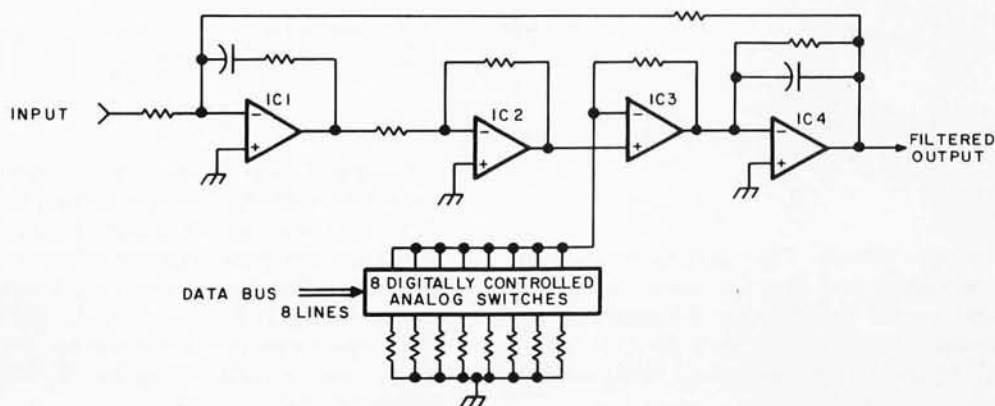 INPUT
IC1
IC2
IC3
IC4
FILTERED
OUTPUT
DATA BUS
8 LINES
8 DIGITALLY CONTROLLED
ANALOG SWITCHES